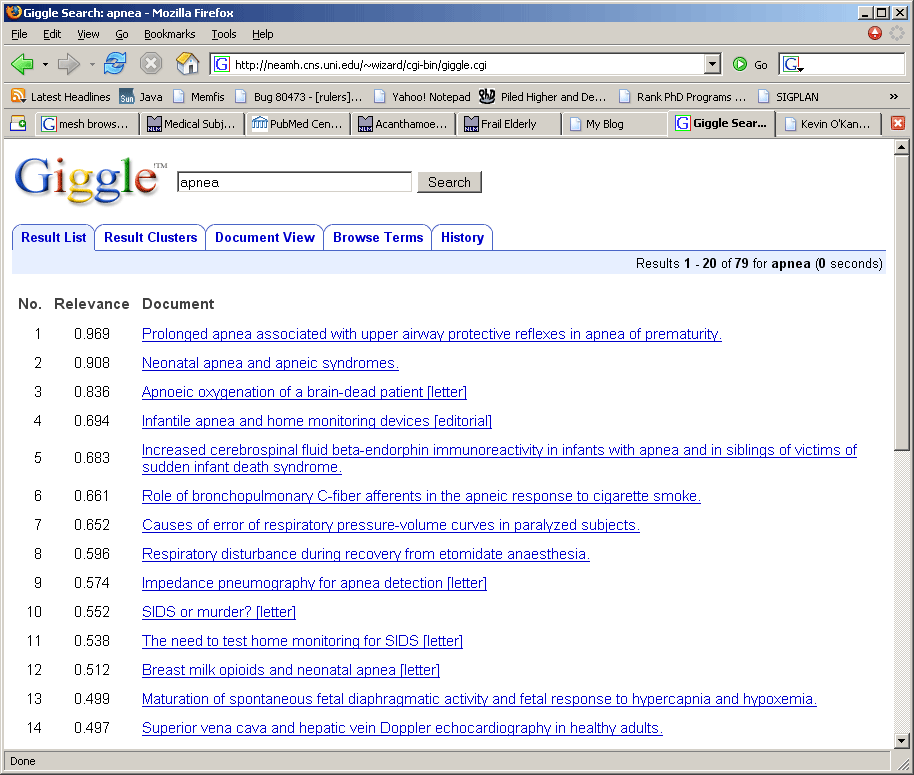 Giggle Search: apnea - Mozilla Firefox
File Edit View Go Bookmarks Tools Help
G http://neamh.cns.uni.edu/~wizard/cgi-bin/giggle.cgi Go G
Latest Headlines Sun Java Memfis Bug 80473 - [rulers]... Yahoo! Notepad Piled Higher and De... Rank PhD Programs ... SIGPLAN »
G mesh brows... NLM Medical Subj... PubMed Cen... NLM Acanthamoe... NLM Frail Elderly My Blog G Giggle Sear... Kevin O'Kan...
Giggle™ apnea Search
Result List Result Clusters Document View Browse Terms History
Results 1 - 20 of 79 for apnea (0 seconds)
No. Relevance Document
1 0.969 Prolonged apnea associated with upper airway protective reflexes in apnea of prematurity.
2 0.908 Neonatal apnea and apneic syndromes.
3 0.836 Apnoeic oxygenation of a brain-dead patient [letter]
4 0.694 Infantile apnea and home monitoring devices [editorial]
5 0.683 Increased cerebrospinal fluid beta-endorphin immunoreactivity in infants with apnea and in siblings of victims of
sudden infant death syndrome.
6 0.661 Role of bronchopulmonary C-fiber afferents in the apneic response to cigarette smoke.
7 0.652 Causes of error of respiratory pressure-volume curves in paralyzed subjects.
8 0.596 Respiratory disturbance during recovery from etomidate anaesthesia.
9 0.574 Impedance pneumography for apnea detection [letter]
10 0.552 SIDS or murder? [letter]
11 0.538 The need to test home monitoring for SIDS [letter]
12 0.512 Breast milk opioids and neonatal apnea [letter]
13 0.499 Maturation of spontaneous fetal diaphragmatic activity and fetal response to hypercapnia and hypoxemia.
14 0.497 Superior vena cava and hepatic vein Doppler echocardiography in healthy adults.
Done